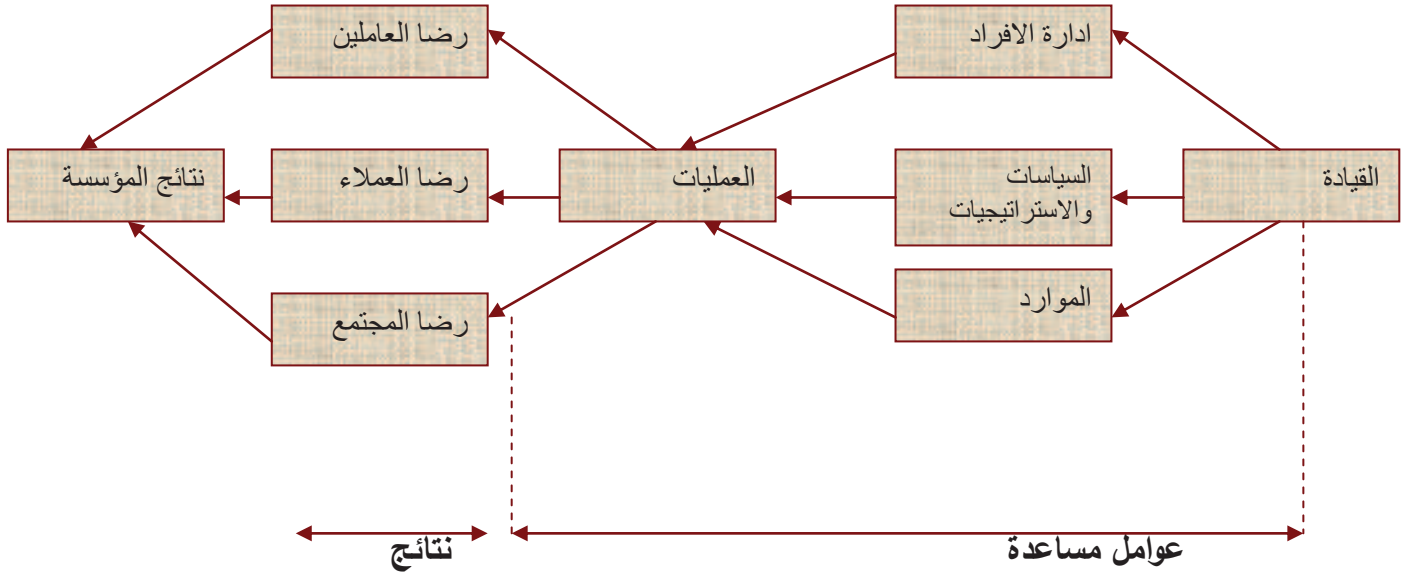 ادارة الافراد
رضا العاملين
القيادة
السياسات
والاستراتيجيات
العمليات
رضا العملاء
نتائج المؤسسة
الموارد
رضا المجتمع
عوامل مساعدة
نتائج